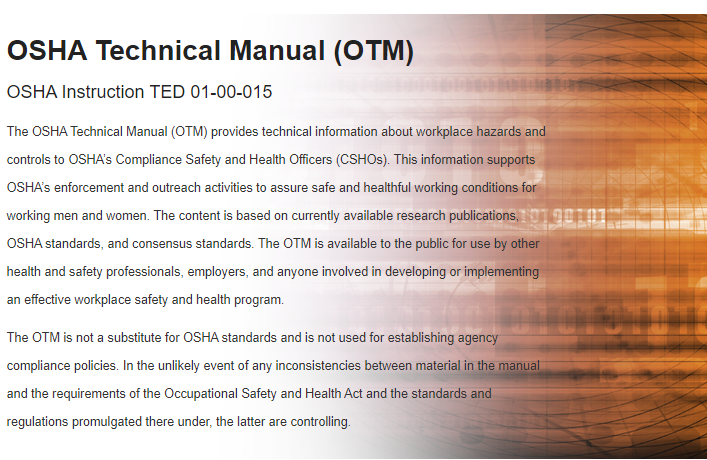 OSHA Technical Manual (OTM)
OSHA Instruction TED 01-00-015
The OSHA Technical Manual (OTM) provides technical information about workplace hazards and
controls to OSHA's Compliance Safety and Health Officers (CSHOs). This information supports
OSHA's enforcement and outreach activities to assure safe and healthful working conditions for
working men and women. The content is based on currently available research publications,
OSHA standards, and consensus standards. The OTM is available to the public for use by other
health and safety professionals, employers, and anyone involved in developing or implementing
an effective workplace safety and health program.
The OTM is not a substitute for OSHA standards and is not used for establishing agency
compliance policies. In the unlikely event of any inconsistencies between material in the manual
and the requirements of the Occupational Safety and Health Act and the standards and
regulations promulgated there under, the latter are controlling.